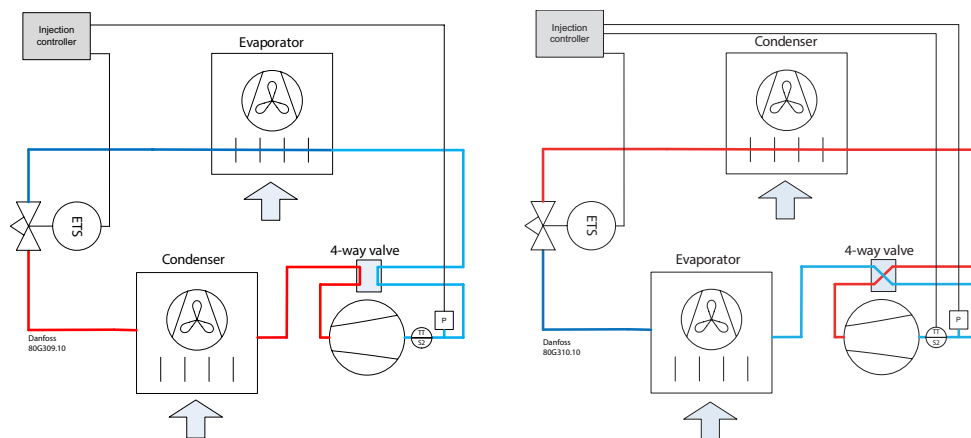 Injection
controller
Evaporator
ETS
Condenser
4-way valve
P
TT
S2
Danfoss
80G309.10
Injection
controller
Condenser
ETS
Evaporator
4-way valve
P
TT
S2
Danfoss
80G310.10